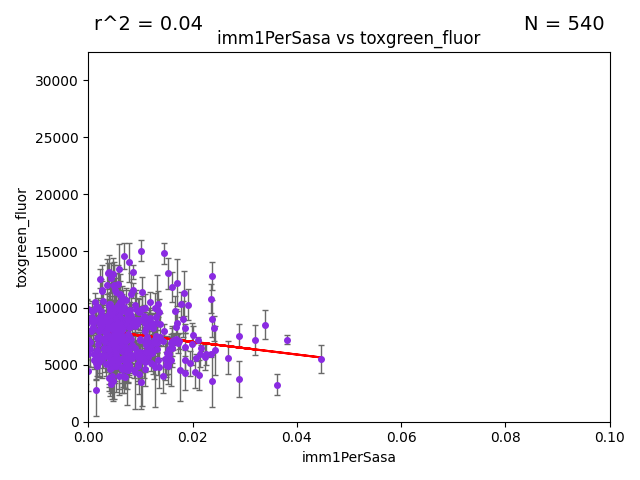 r^2 = 0.04
N = 540
imm1PerSasa vs toxgreen_fluor
toxgreen_fluor
30000
25000
20000
15000
10000
5000
0
0.00
0.02
0.04
0.06
0.08
0.10
imm1PerSasa